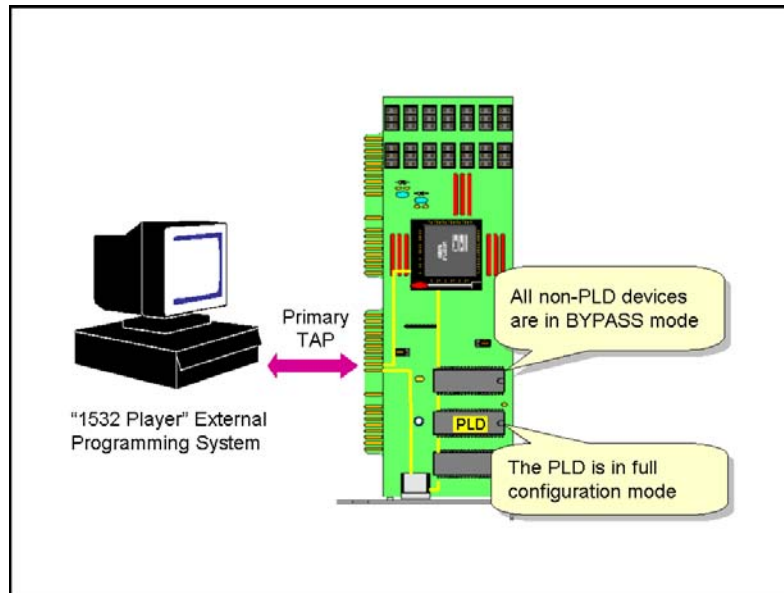 Primary
TAP
"1532 Player" External
Programming System
All non-PLD devices
are in BYPASS mode
PLD
The PLD is in full
configuration mode